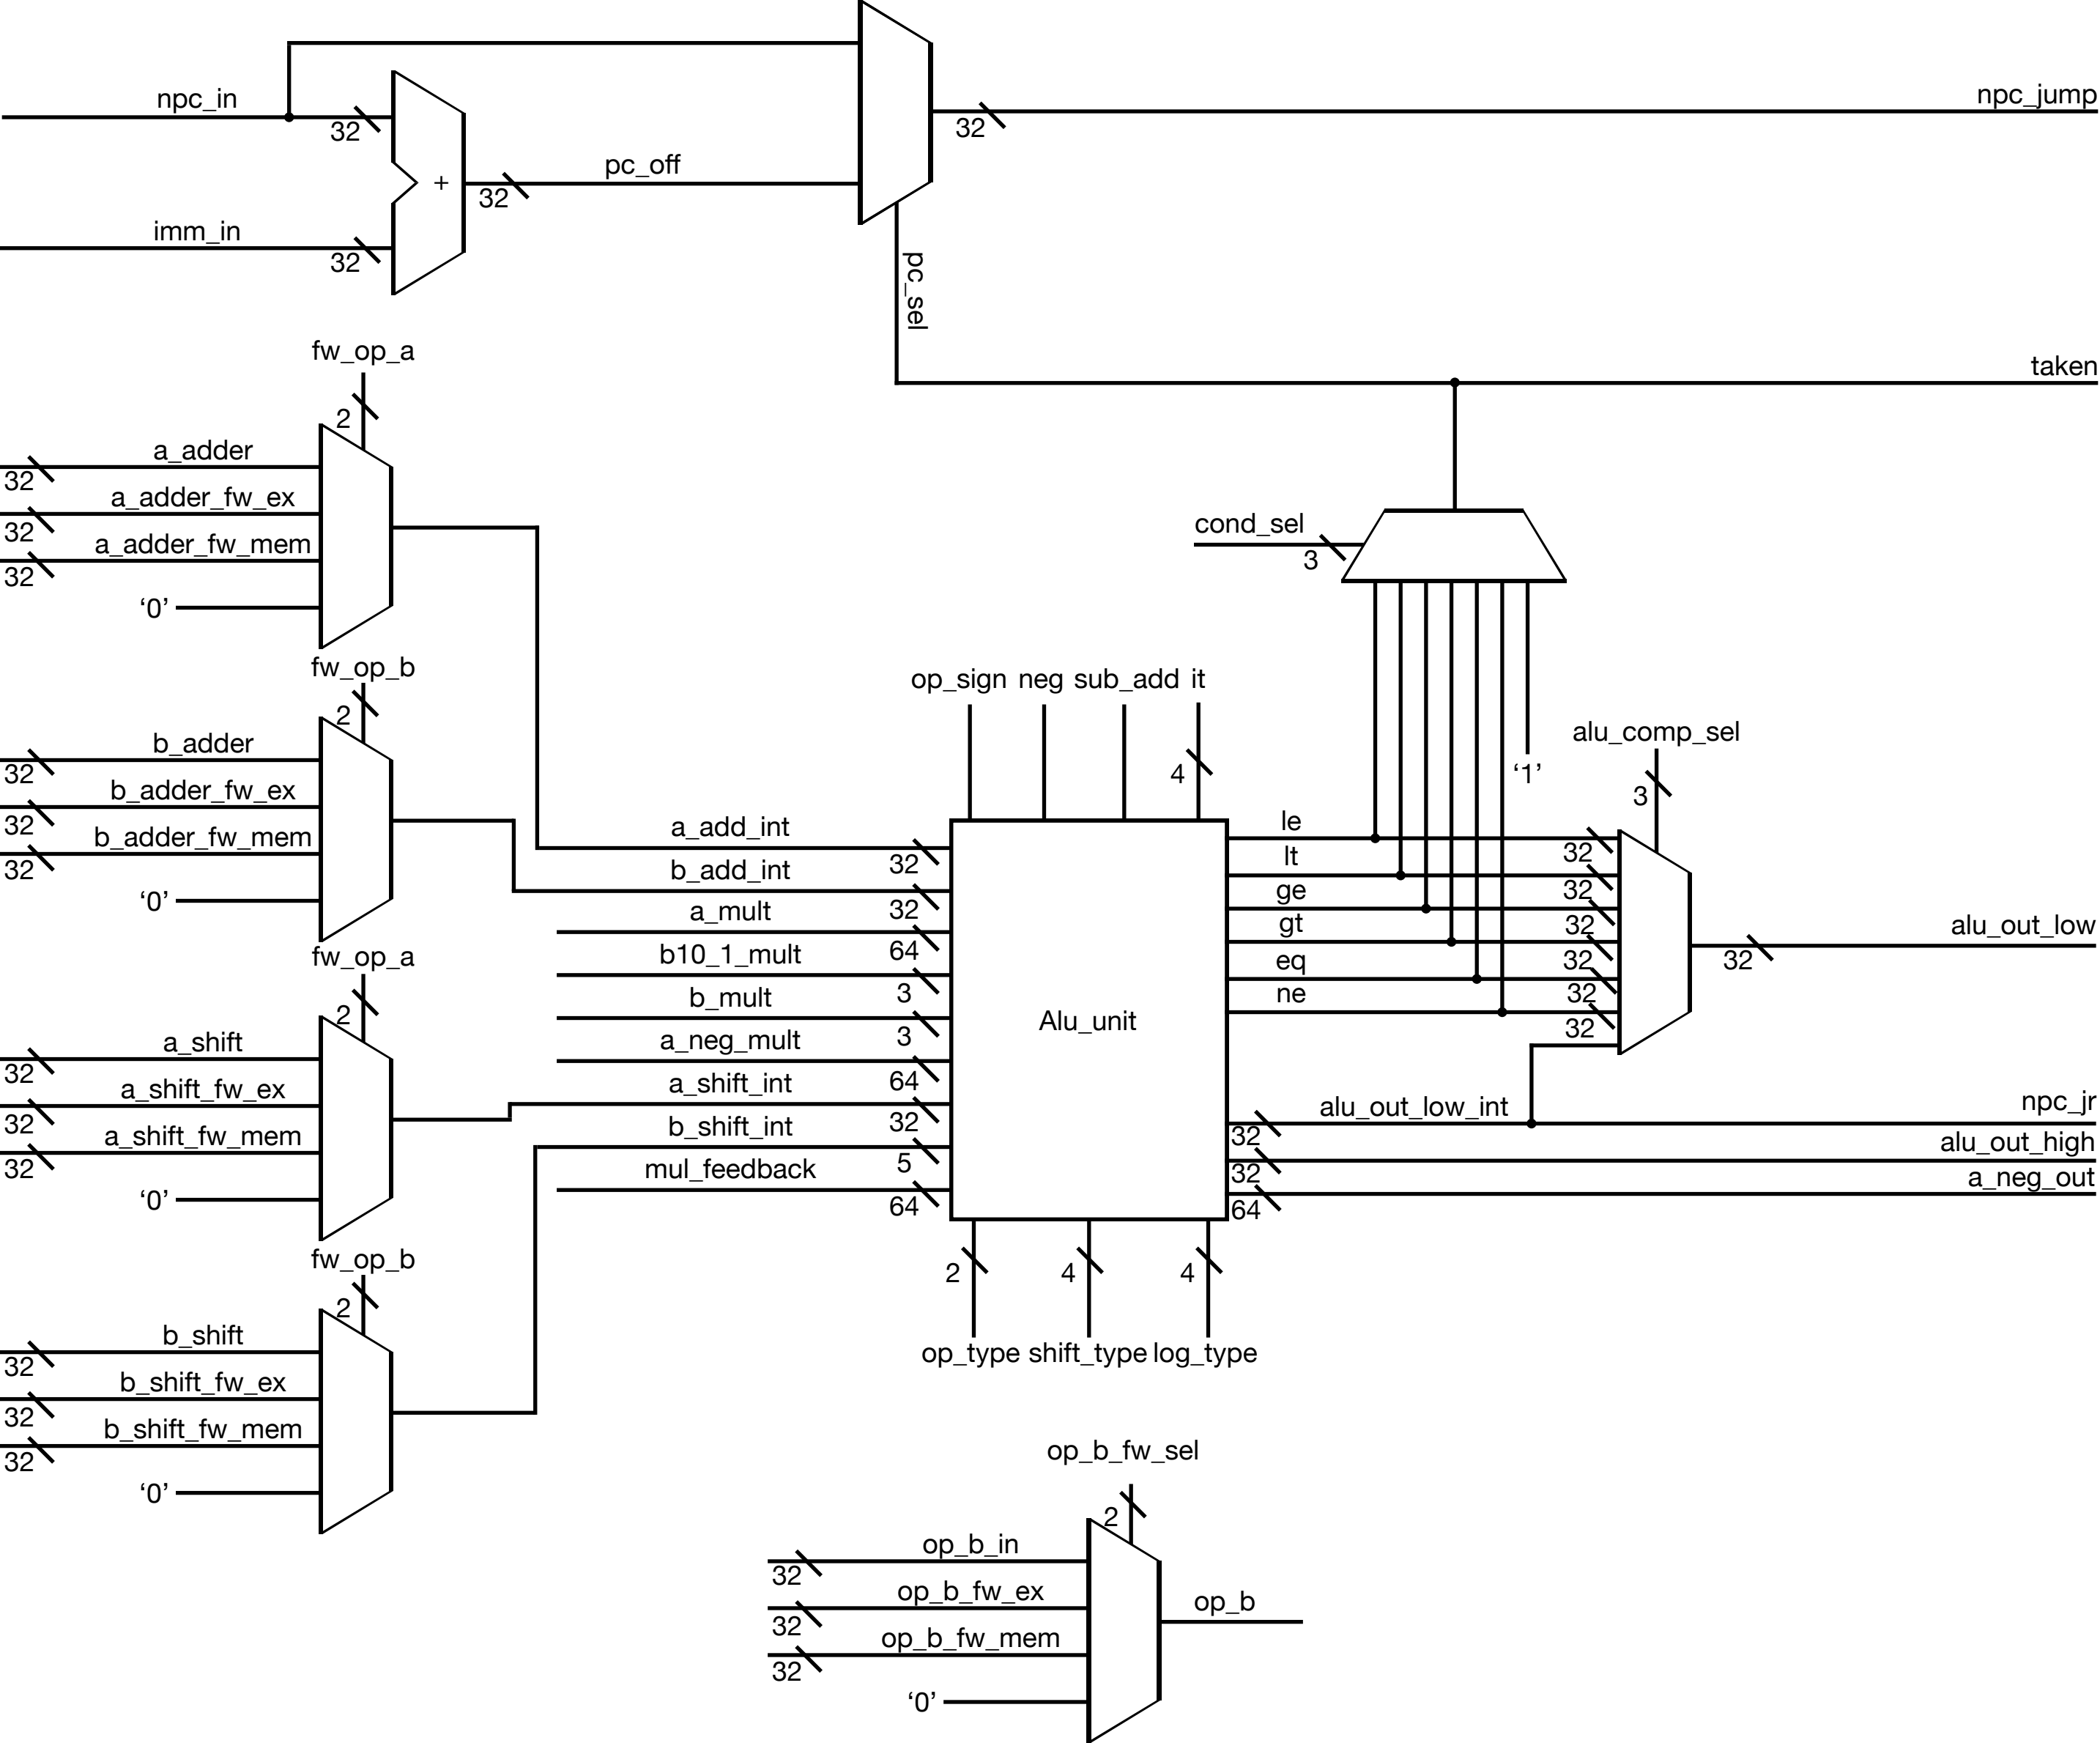 npc_in
32
imm_in
32
+
32
pc_off
pc_sel
32
npc_jump
taken
fw_op_a
2
a_adder
32
a_adder_fw_ex
32
a_adder_fw_mem
32
‘0’
fw_op_b
2
b_adder
32
b_adder_fw_ex
32
b_adder_fw_mem
32
‘0’
fw_op_a
2
a_shift
32
a_shift_fw_ex
32
a_shift_fw_mem
32
‘0’
fw_op_b
2
b_shift
32
b_shift_fw_ex
32
b_shift_fw_mem
32
‘0’
op_sign neg sub_add it
4
a_add_int
32
b_add_int
32
a_mult
64
b10_1_mult
3
b_mult
3
a_neg_mult
64
a_shift_int
32
b_shift_int
5
mul_feedback
64
Alu_unit
2
4
4
op_type shift_type log_type
cond_sel
3
‘1’
alu_comp_sel
3
le
32
lt
32
ge
32
gt
32
eq
32
ne
32
alu_out_low
32
alu_out_low_int
32
npc_jr
alu_out_high
32
a_neg_out
64
op_b_fw_sel
2
op_b_in
32
op_b_fw_ex
32
op_b_fw_mem
32
‘0’
op_b